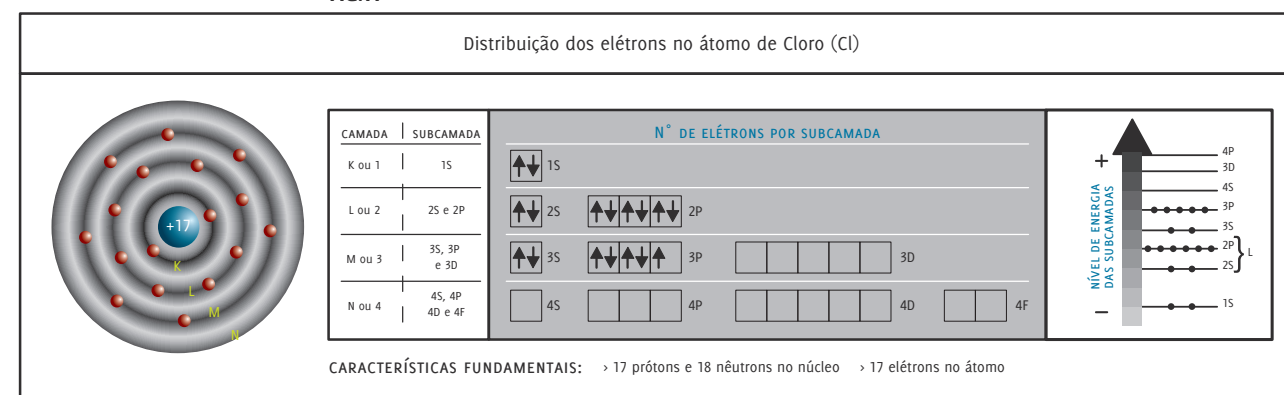 Distribuição dos elétrons no átomo de Cloro (Cl)
+17
K
L
M
N
CAMADA SUBCAMADA
N° DE ELÉTRONS POR SUBCAMADA
K ou 1 1S
1S
L ou 2 2S e 2P
2S 2P
M ou 3 3S, 3P
e 3D
3S 3P 3D
N ou 4 4S, 4P
4D e 4F
4S 4P 4D 4F
+
NÍVEL DE ENERGIA
DAS SUBCAMADAS
–
4P
3D
4S
3P
3S
2P
L
2S
1S
CARACTERÍSTICAS FUNDAMENTAIS: › 17 prótons e 18 nêutrons no núcleo › 17 elétrons no átomo